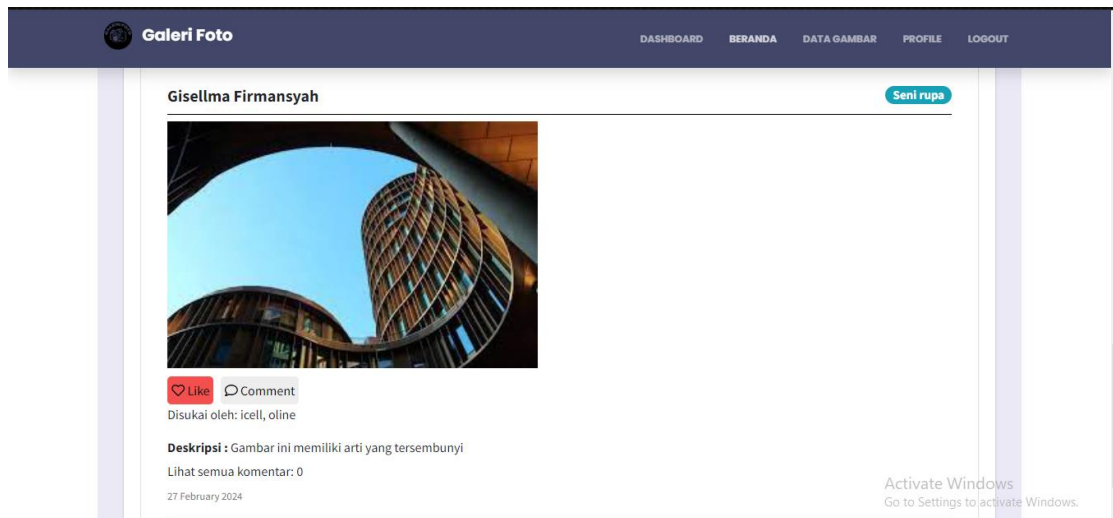 Galeri Foto
DASHBOARD BERANDA DATA GAMBAR PROFILE LOGOUT
Gisellma Firmansyah
Seni rupa
Like
Comment
Disukai oleh: icell, oline
Deskripsi : Gambar ini memiliki arti yang tersembunyi
Lihat semua komentar: 0
27 February 2024
Activate Windows
Go to Settings to activate Windows.